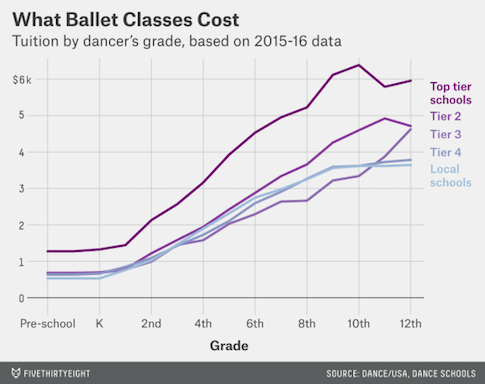 What Ballet Classes Cost
Tuition by dancer's grade, based on 2015-16 data
$6k
5
4
3
2
1
0
Top tier
schools
Tier 2
Tier 3
Tier 4
Local
schools
Pre-school K 2nd 4th 6th 8th 10th 12th
Grade
FIVETHIRTYEIGHT
SOURCE: DANCE/USA, DANCE SCHOOLS